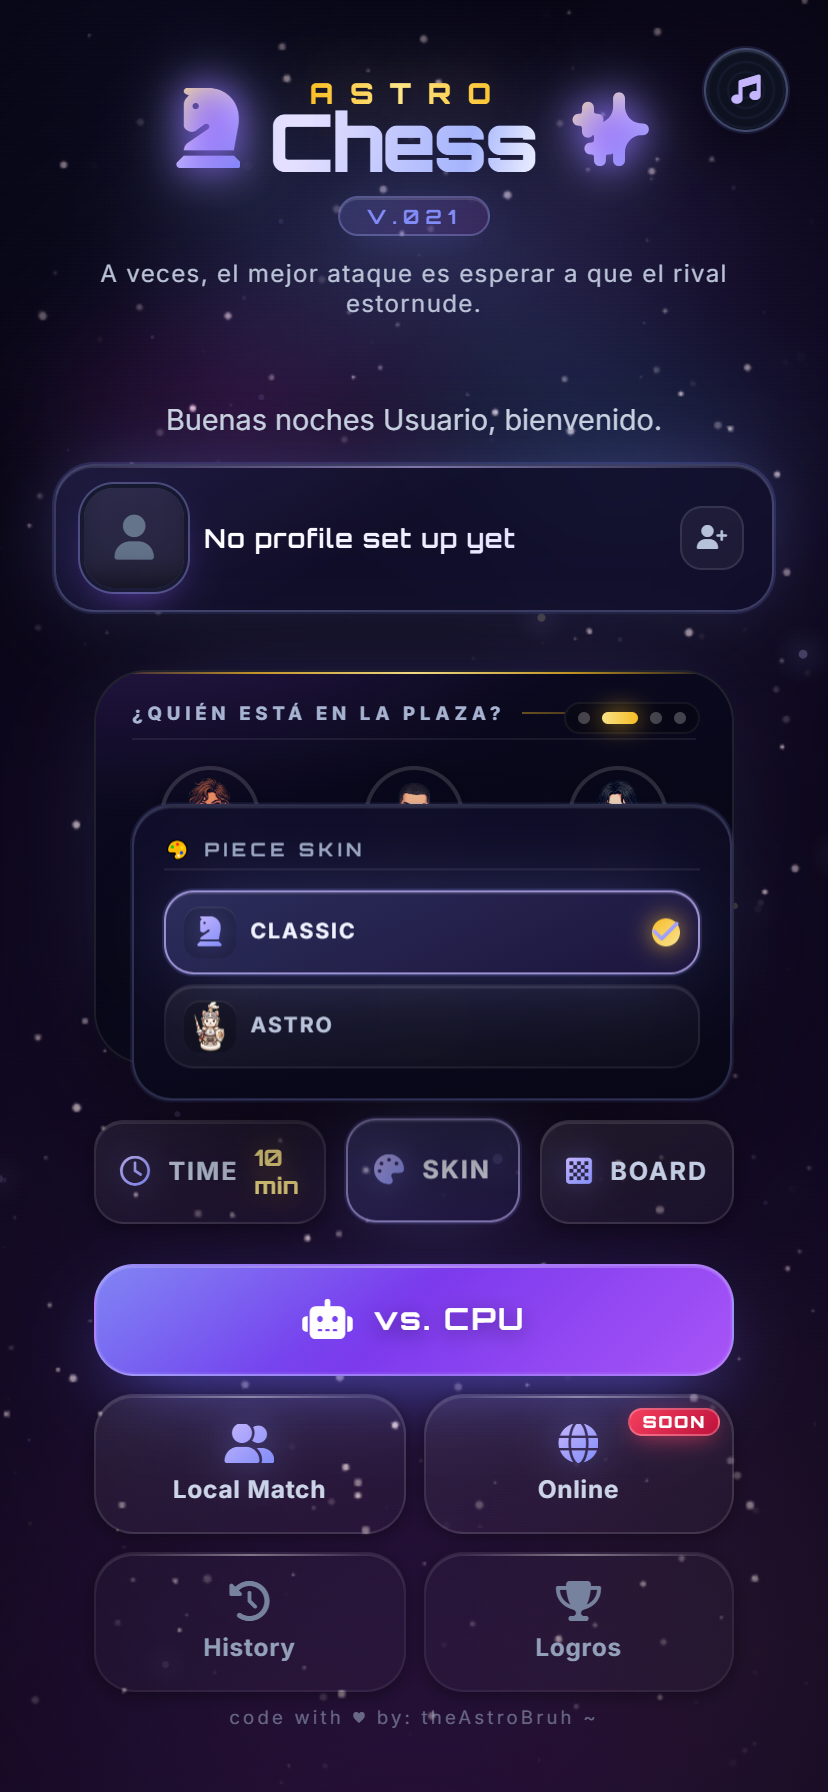 ASTRO
Chess
V.021
A veces, el mejor ataque es esperar a que el rival
estornude.
Buenas noches Usuario, bienvenido.
No profile set up yet
¿QUIÉN ESTÁ EN LA PLAZA?
PIECE SKIN
CLASSIC
ASTRO
TIME 10 min
SKIN
BOARD
vs. CPU
Local Match
Online
SOON
History
Logros
code with ♥ by: theAstroBruh ~